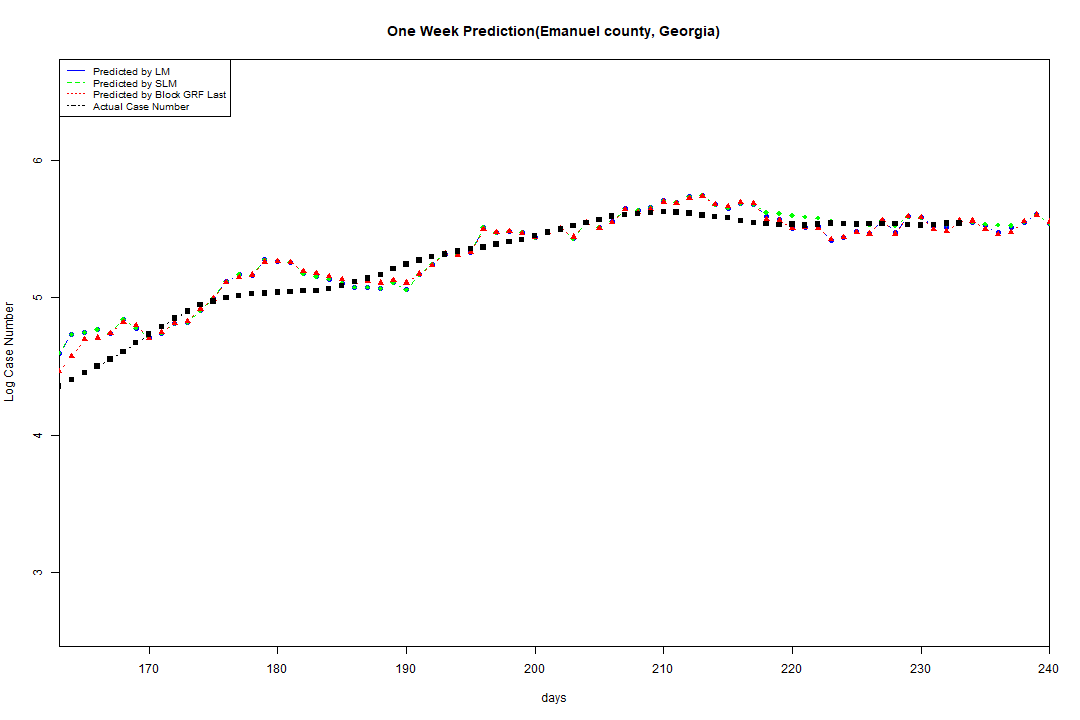 One Week Prediction(Emanuel county, Georgia)
Predicted by LM
Predicted by SLM
Predicted by Block GRF Last
Actual Case Number
6
5
4
3
Log Case Number
170 180 190 200 210 220 230 240
days